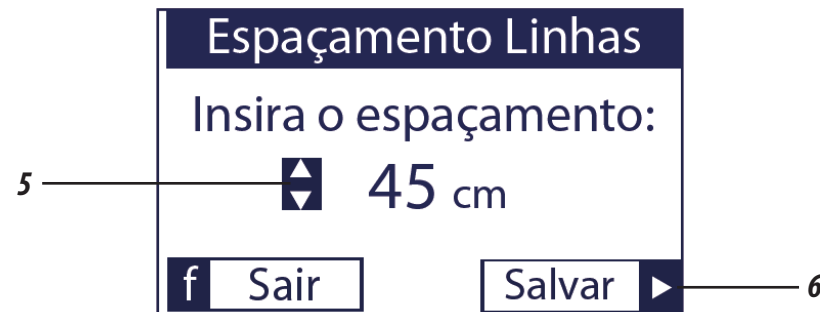 Espaçamento Linhas
Insira o espaçamento:
5 45 cm
f Sair Salvar 6